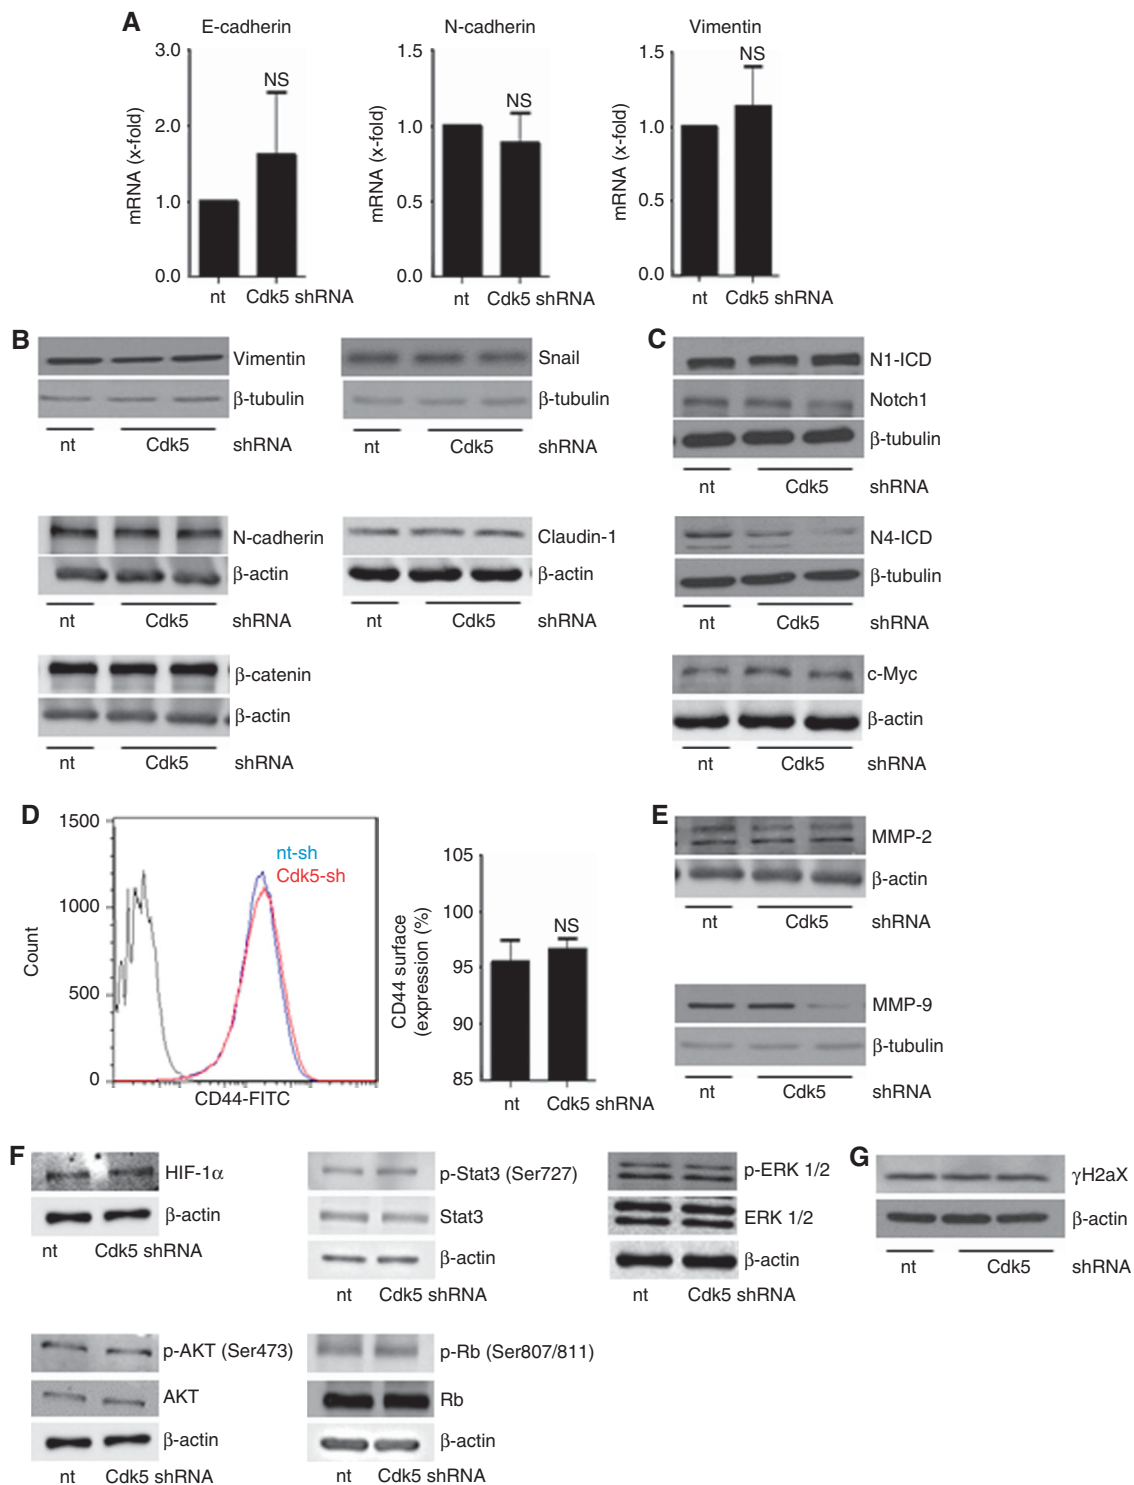 A
E-cadherin
N-cadherin
Vimentin
mRNA (x-fold)
3.0
2.0
1.0
0.0
NS
nt
Cdk5 shRNA
mRNA (x-fold)
1.5
1.0
0.5
0.0
NS
nt
Cdk5 shRNA
mRNA (x-fold)
1.5
1.0
0.5
0.0
NS
nt
Cdk5 shRNA
B
Vimentin
β-tubulin
nt
Cdk5
shRNA
Snail
β-tubulin
nt
Cdk5
shRNA
N-cadherin
β-actin
nt
Cdk5
shRNA
Claudin-1
β-actin
nt
Cdk5
shRNA
β-catenin
β-actin
nt
Cdk5
shRNA
C
N1-ICD
Notch1
β-tubulin
nt
Cdk5
shRNA
N4-ICD
β-tubulin
nt
Cdk5
shRNA
c-Myc
β-actin
nt
Cdk5
shRNA
D
Count
1500
1000
500
0
nt-sh
Cdk5-sh
CD44-FITC
CD44 surface
(expression (%)
105
100
95
90
85
NS
nt
Cdk5 shRNA
E
MMP-2
β-actin
nt
Cdk5
shRNA
MMP-9
β-tubulin
nt
Cdk5
shRNA
F
HIF-1α
β-actin
nt
Cdk5 shRNA
p-Stat3 (Ser727)
Stat3
β-actin
nt
Cdk5 shRNA
p-ERK 1/2
ERK 1/2
β-actin
nt
Cdk5 shRNA
p-AKT (Ser473)
AKT
β-actin
nt
Cdk5 shRNA
p-Rb (Ser807/811)
Rb
β-actin
nt
Cdk5 shRNA
G
γH2aX
β-actin
nt
Cdk5
shRNA